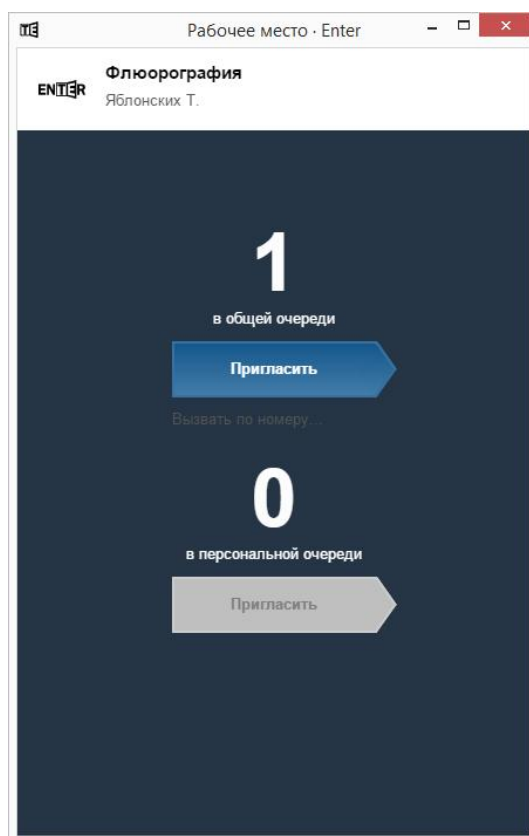 Рабочее место · Enter
Флюорография
ENTER
Яблонских Т.
1
в общей очереди
Пригласить
Вызвать по номеру...
0
в персональной очереди
Пригласить